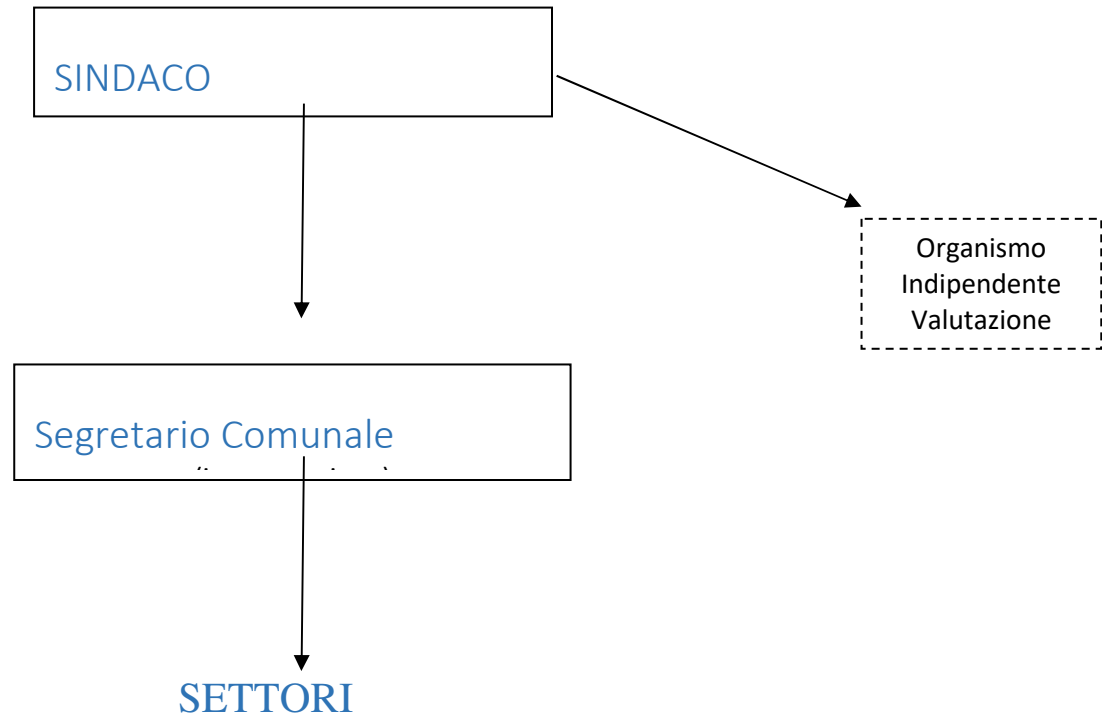 SINDACO
Organismo
Indipendente
Valutazione
Segretario Comunale
SETTORI